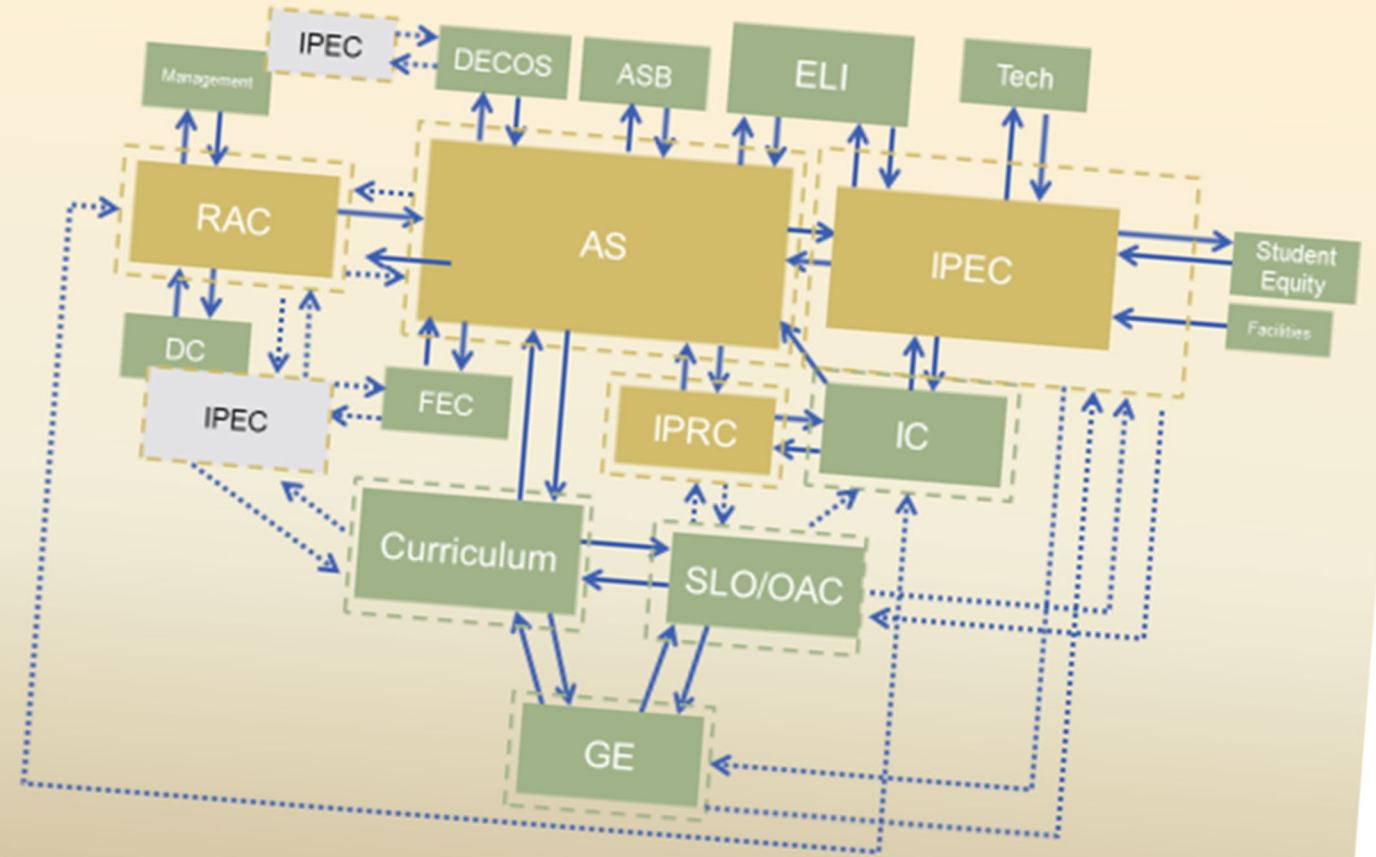 IPEC
Management
DECOS
ASB
ELI
Tech
RAC
AS
IPEC
Student
Equity
Facilities
DC
IPEC
FEC
IPRC
IC
Curriculum
SLO/OAC
GE